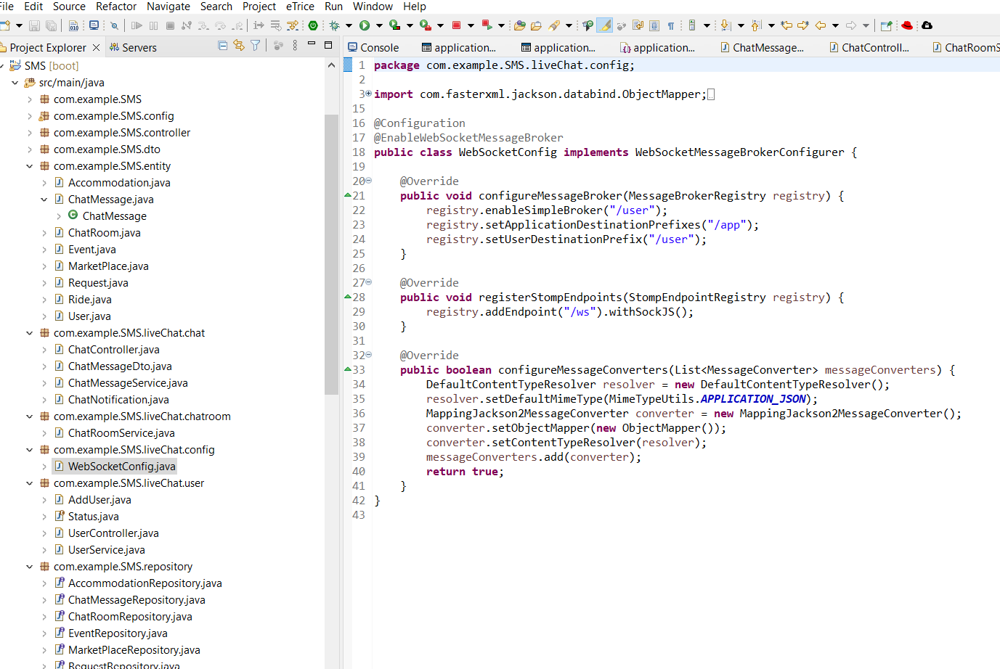 File Edit Source Refactor Navigate Search Project eTrice Run Window Help
Project Explorer Servers
Console application... application... application... ChatMessage... ChatControll... ChatRoomS
SMS [boot]
src/main/java
com.example.SMS
com.example.SMS.config
com.example.SMS.controller
com.example.SMS.dto
com.example.SMS.entity
Accommodation.java
ChatMessage.java
ChatMessage
ChatRoom.java
Event.java
MarketPlace.java
Request.java
Ride.java
User.java
com.example.SMS.liveChat.chat
ChatController.java
ChatMessageDto.java
ChatMessageService.java
ChatNotification.java
com.example.SMS.liveChat.chatroom
ChatRoomService.java
com.example.SMS.liveChat.config
WebSocketConfig.java
com.example.SMS.liveChat.user
AddUser.java
Status.java
UserController.java
UserService.java
com.example.SMS.repository
AccommodationRepository.java
ChatMessageRepository.java
ChatRoomRepository.java
EventRepository.java
MarketPlaceRepository.java
RequestRepository.java
1 package com.example.SMS.liveChat.config;
2
3 import com.fasterxml.jackson.databind.ObjectMapper;
15
16 @Configuration
17 @EnableWebSocketMessageBroker
18 public class WebSocketConfig implements WebSocketMessageBrokerConfigurer {
19
20 @Override
21 public void configureMessageBroker(MessageBrokerRegistry registry) {
22 registry.enableSimpleBroker("/user");
23 registry.setApplicationDestinationPrefixes("/app");
24 registry.setUserDestinationPrefix("/user");
25 }
26
27 @Override
28 public void registerStompEndpoints(StompEndpointRegistry registry) {
29 registry.addEndpoint("/ws").withSockJS();
30 }
31
32 @Override
33 public boolean configureMessageConverters(List<MessageConverter> messageConverters) {
34 DefaultContentTypeResolver resolver = new DefaultContentTypeResolver();
35 resolver.setDefaultMimeType(MimeTypeUtils.APPLICATION_JSON);
36 MappingJackson2MessageConverter converter = new MappingJackson2MessageConverter();
37 converter.setObjectMapper(new ObjectMapper());
38 converter.setContentTypeResolver(resolver);
39 messageConverters.add(converter);
40 return true;
41 }
42 }
43